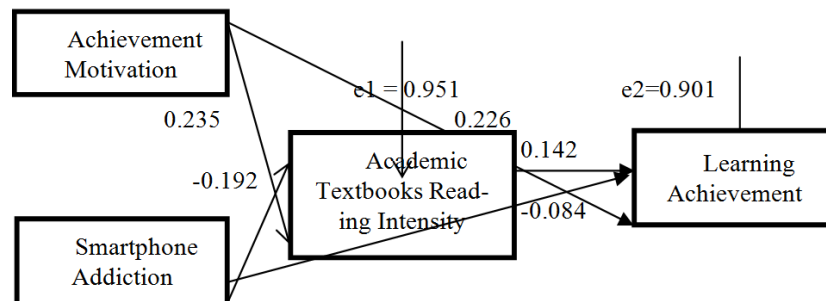 Achievement
Motivation
e1 = 0.951
e2=0.901
0.235
0.226
0.142
Academic
Textbooks Read-
ing Intensity
Learning
Achievement
-0.192
-0.084
Smartphone
Addiction